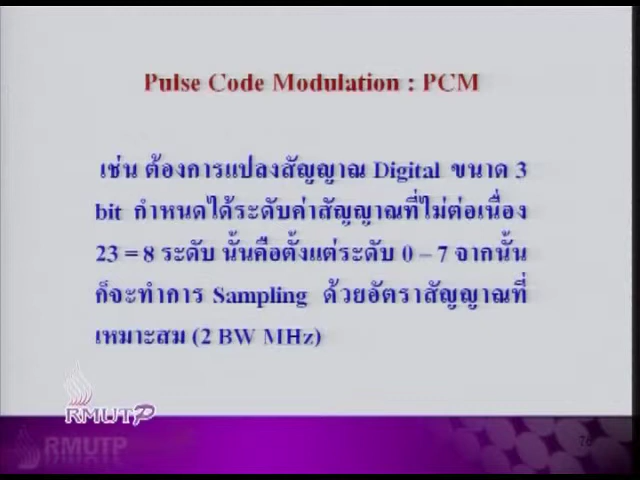 Pulse Code Modulation : PCM
เช่น ต้องการแปลงสัญญาณ Digital ขนาด 3
bit กำหนดได้ระดับค่าสัญญาณที่ไม่ต่อเนื่อง
23 = 8 ระดับ นั้นคือตั้งแต่ระดับ 0 – 7 จากนั้น
ก็จะทำการ Sampling ด้วยอัตราสัญญาณที่
เหมาะสม (2 BW MHz)
RMUTP
RMUTP